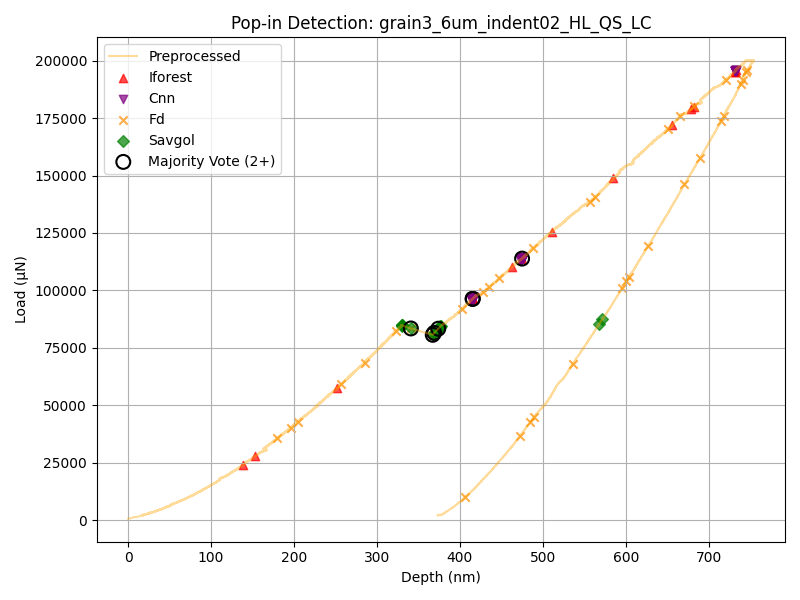 Pop-in Detection: grain3_6um_indent02_HL_QS_LC
Preprocessed
Iforest
Cnn
Fd
Savgol
Majority Vote (2+)
200000
175000
150000
125000
100000
75000
50000
25000
0
Load (µN)
0 100 200 300 400 500 600 700
Depth (nm)